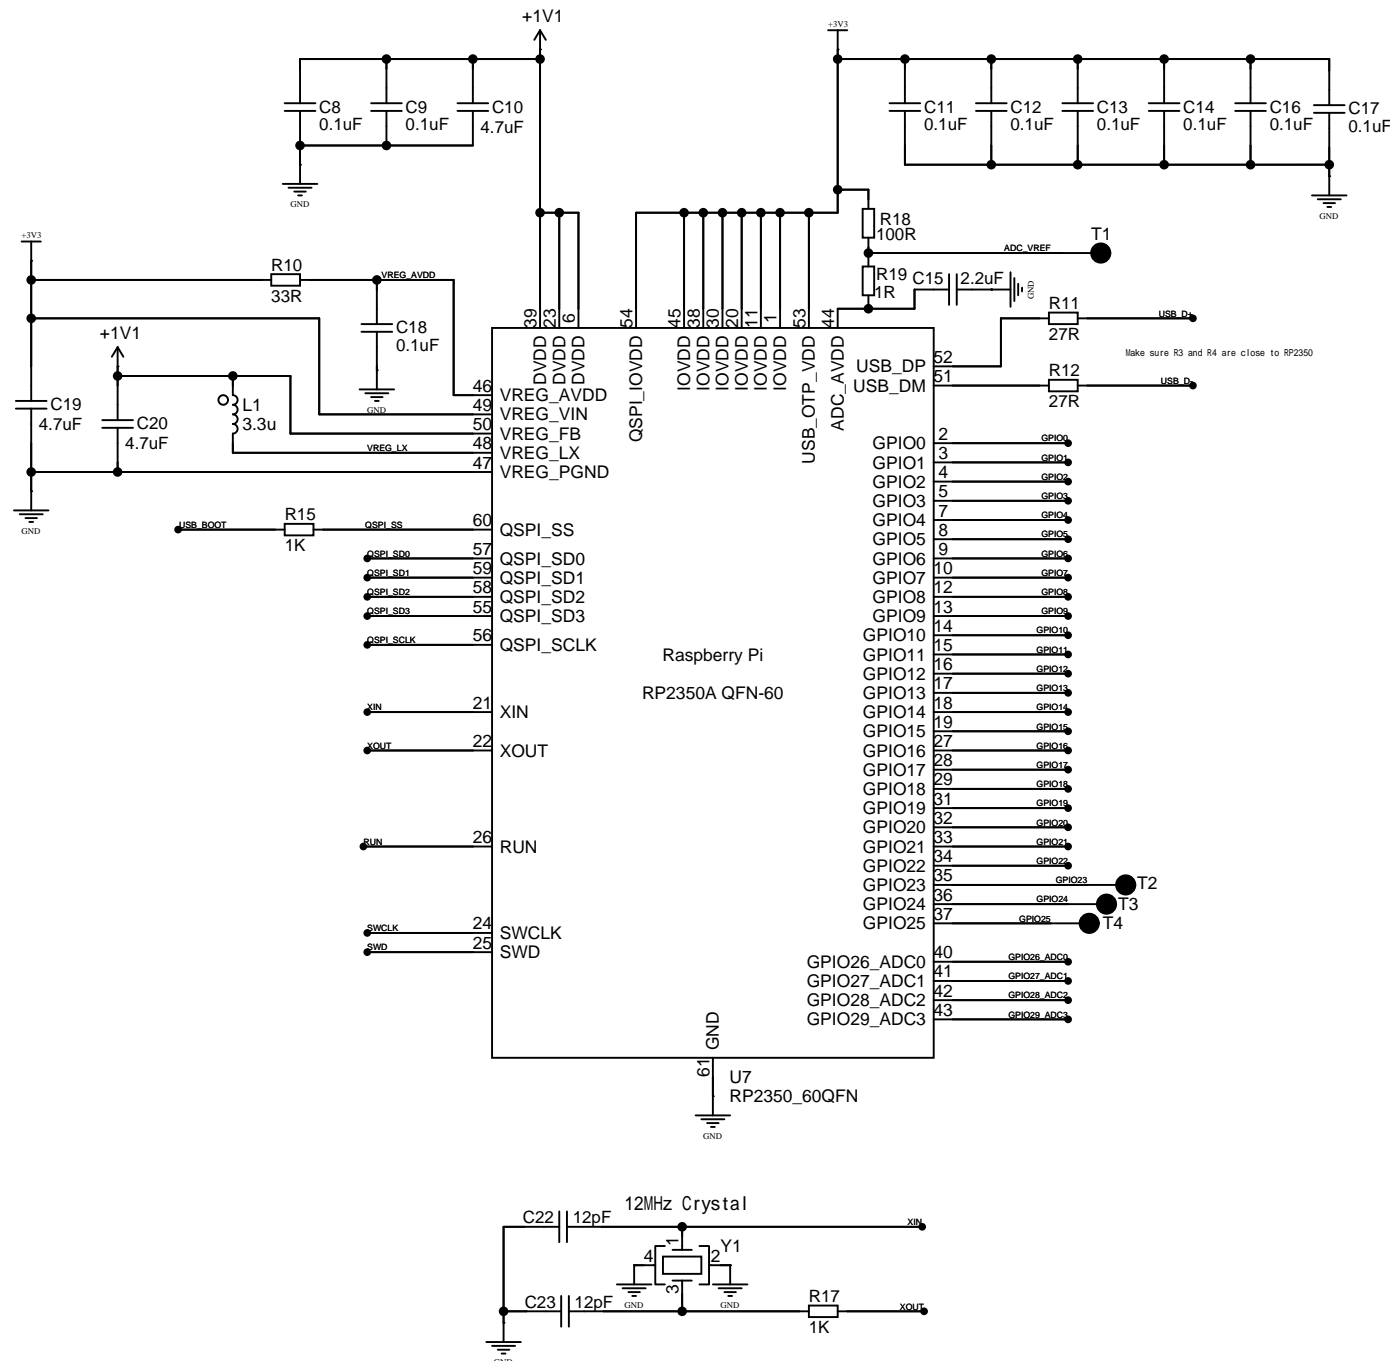 +1V1
+3V3
C8
0.1uF
C9
0.1uF
C10
4.7uF
C11
0.1uF
C12
0.1uF
C13
0.1uF
C14
0.1uF
C16
0.1uF
C17
0.1uF
GND
GND
+3V3
R10
33R
VREG_AVDD
C18
0.1uF
GND
+1V1
C19
4.7uF
C20
4.7uF
L1
3.3u
VREG_LX
GND
R18
100R
ADC_VREF
T1
R19
1R
C15
2.2uF
GND
R11
27R
USB_D+
Make sure R3 and R4 are close to RP2350
R12
27R
USB_D-
39 DVDD
23 DVDD
6 DVDD
54 QSPI_IOVDD
45 IOVDD
38 IOVDD
30 IOVDD
20 IOVDD
11 IOVDD
1 IOVDD
53 USB_OTP_VDD
44 ADC_AVDD
46 VREG_AVDD
49 VREG_VIN
50 VREG_FB
48 VREG_LX
47 VREG_PGND
USB_BOOT
R15
1K
QSPI_SS
60 QSPI_SS
QSPI_SD0 57 QSPI_SD0
QSPI_SD1 59 QSPI_SD1
QSPI_SD2 58 QSPI_SD2
QSPI_SD3 55 QSPI_SD3
QSPI_SCLK 56 QSPI_SCLK
XIN 21 XIN
XOUT 22 XOUT
RUN 26 RUN
SWCLK 24 SWCLK
SWD 25 SWD
Raspberry Pi
RP2350A QFN-60
USB_DP 52
USB_DM 51
GPIO0 2 GPIO0
GPIO1 3 GPIO1
GPIO2 4 GPIO2
GPIO3 5 GPIO3
GPIO4 7 GPIO4
GPIO5 8 GPIO5
GPIO6 9 GPIO6
GPIO7 10 GPIO7
GPIO8 12 GPIO8
GPIO9 13 GPIO9
GPIO10 14 GPIO10
GPIO11 15 GPIO11
GPIO12 16 GPIO12
GPIO13 17 GPIO13
GPIO14 18 GPIO14
GPIO15 19 GPIO15
GPIO16 27 GPIO16
GPIO17 28 GPIO17
GPIO18 29 GPIO18
GPIO19 31 GPIO19
GPIO20 32 GPIO20
GPIO21 33 GPIO21
GPIO22 34 GPIO22
GPIO23 35 GPIO23 T2
GPIO24 36 GPIO24 T3
GPIO25 37 GPIO25 T4
GPIO26_ADC0 40 GPIO26_ADC0
GPIO27_ADC1 41 GPIO27_ADC1
GPIO28_ADC2 42 GPIO28_ADC2
GPIO29_ADC3 43 GPIO29_ADC3
GND
61
U7
RP2350_60QFN
GND
12MHz Crystal
C22 12pF
XIN
Y1
1
4
2
3
GND
GND
C23 12pF
R17
1K
XOUT
GND